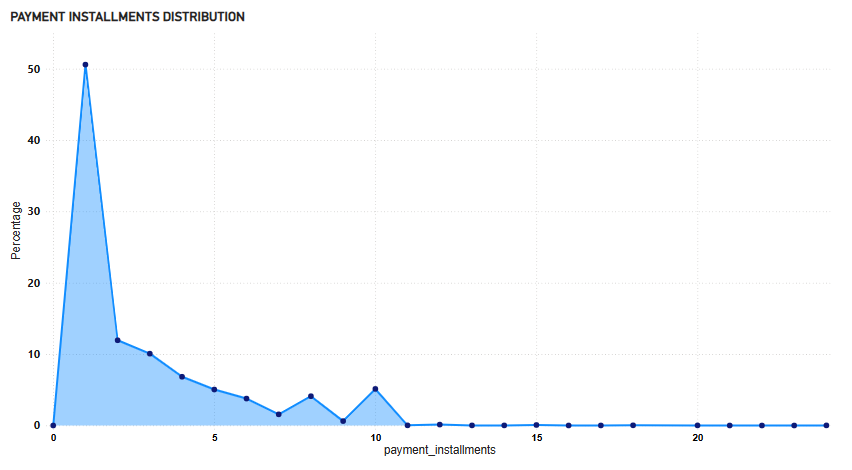 PAYMENT INSTALLMENTS DISTRIBUTION
50
40
30
20
10
0
Percentage
0 5 10 15 20
payment_installments